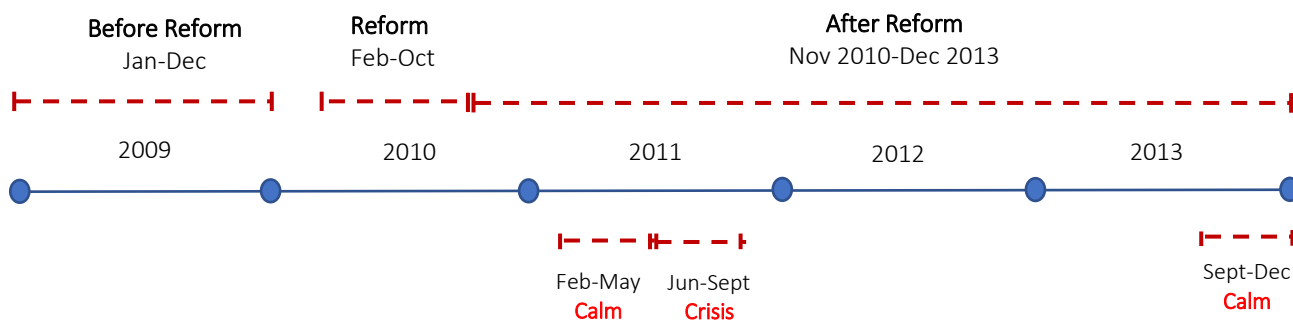 Before Reform
Jan-Dec
Reform
Feb-Oct
After Reform
Nov 2010-Dec 2013
2009
2010
2011
2012
2013
Feb-May
Calm
Jun-Sept
Crisis
Sept-Dec
Calm